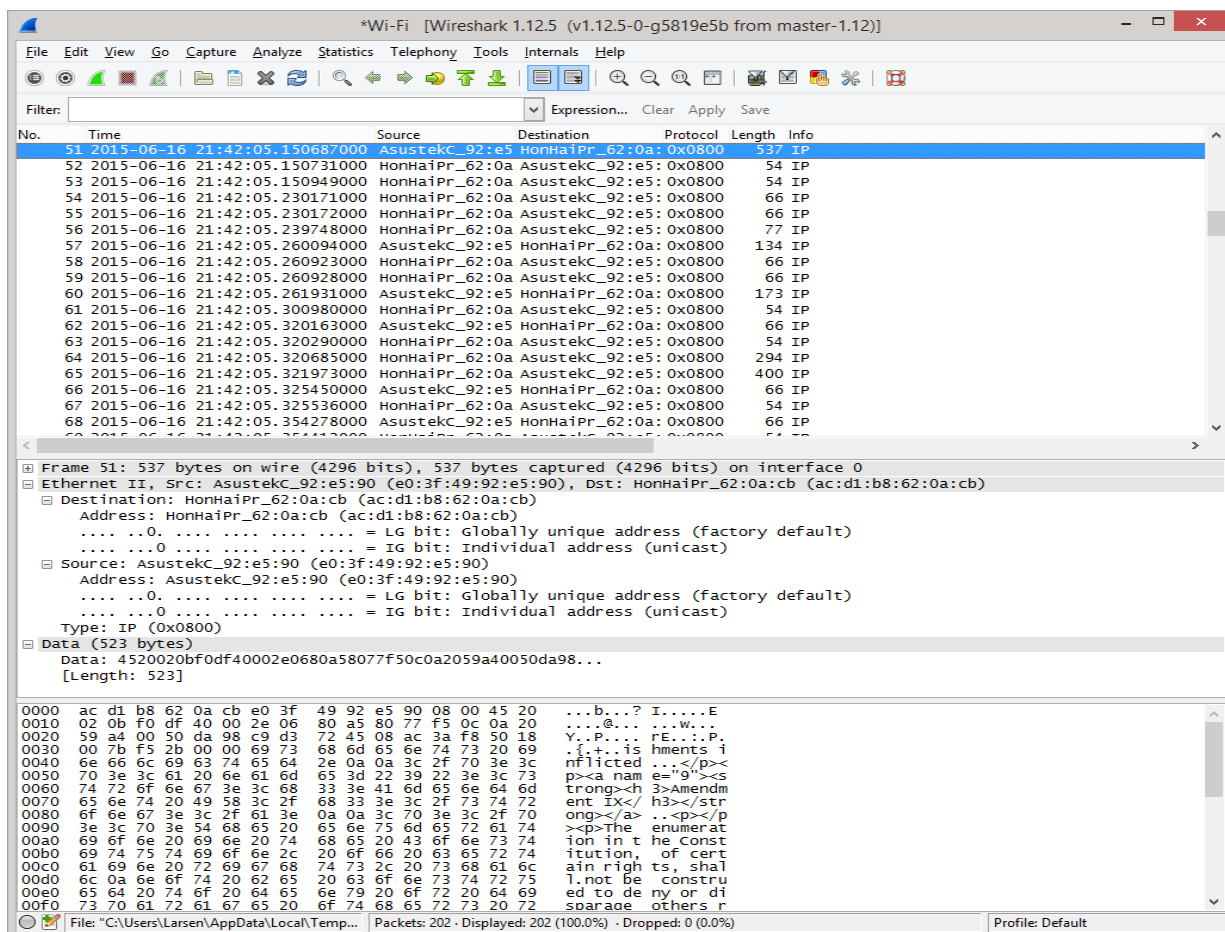 *Wi-Fi [Wireshark 1.12.5 (v1.12.5-0-g5819e5b from master-1.12)]
File Edit View Go Capture Analyze Statistics Telephony Tools Internals Help
Filter: Expression... Clear Apply Save
No. Time Source Destination Protocol Length Info
51 2015-06-16 21:42:05.150687000 AsustekC_92:e5 HonHaiPr_62:0a: 0x0800 537 IP
52 2015-06-16 21:42:05.150731000 HonHaiPr_62:0a AsustekC_92:e5: 0x0800 54 IP
53 2015-06-16 21:42:05.150949000 HonHaiPr_62:0a AsustekC_92:e5: 0x0800 54 IP
54 2015-06-16 21:42:05.230171000 HonHaiPr_62:0a AsustekC_92:e5: 0x0800 66 IP
55 2015-06-16 21:42:05.230172000 HonHaiPr_62:0a AsustekC_92:e5: 0x0800 66 IP
56 2015-06-16 21:42:05.239748000 HonHaiPr_62:0a AsustekC_92:e5: 0x0800 77 IP
57 2015-06-16 21:42:05.260094000 AsustekC_92:e5 HonHaiPr_62:0a: 0x0800 134 IP
58 2015-06-16 21:42:05.260923000 HonHaiPr_62:0a AsustekC_92:e5: 0x0800 66 IP
59 2015-06-16 21:42:05.260928000 HonHaiPr_62:0a AsustekC_92:e5: 0x0800 66 IP
60 2015-06-16 21:42:05.261931000 AsustekC_92:e5 HonHaiPr_62:0a: 0x0800 173 IP
61 2015-06-16 21:42:05.300980000 HonHaiPr_62:0a AsustekC_92:e5: 0x0800 54 IP
62 2015-06-16 21:42:05.320163000 AsustekC_92:e5 HonHaiPr_62:0a: 0x0800 66 IP
63 2015-06-16 21:42:05.320290000 HonHaiPr_62:0a AsustekC_92:e5: 0x0800 54 IP
64 2015-06-16 21:42:05.320685000 HonHaiPr_62:0a AsustekC_92:e5: 0x0800 294 IP
65 2015-06-16 21:42:05.321973000 HonHaiPr_62:0a AsustekC_92:e5: 0x0800 400 IP
66 2015-06-16 21:42:05.325450000 AsustekC_92:e5 HonHaiPr_62:0a: 0x0800 66 IP
67 2015-06-16 21:42:05.325536000 HonHaiPr_62:0a AsustekC_92:e5: 0x0800 54 IP
68 2015-06-16 21:42:05.354278000 AsustekC_92:e5 HonHaiPr_62:0a: 0x0800 66 IP
Frame 51: 537 bytes on wire (4296 bits), 537 bytes captured (4296 bits) on interface 0
Ethernet II, Src: AsustekC_92:e5:90 (e0:3f:49:92:e5:90), Dst: HonHaiPr_62:0a:cb (ac:d1:b8:62:0a:cb)
Destination: HonHaiPr_62:0a:cb (ac:d1:b8:62:0a:cb)
Address: HonHaiPr_62:0a:cb (ac:d1:b8:62:0a:cb)
.... ..0. .... .... .... .... = LG bit: Globally unique address (factory default)
.... ...0 .... .... .... .... = IG bit: Individual address (unicast)
Source: AsustekC_92:e5:90 (e0:3f:49:92:e5:90)
Address: AsustekC_92:e5:90 (e0:3f:49:92:e5:90)
.... ..0. .... .... .... .... = LG bit: Globally unique address (factory default)
.... ...0 .... .... .... .... = IG bit: Individual address (unicast)
Type: IP (0x0800)
Data (523 bytes)
Data: 4520020bf0df40002e0680a58077f50c0a2059a40050da98...
[Length: 523]
0000 ac d1 b8 62 0a cb e0 3f 49 92 e5 90 08 00 45 20 ...b...? I.....E
0010 02 0b f0 df 40 00 2e 06 80 a5 80 77 f5 0c 0a 20 ....@... ...w...
0020 59 a4 00 50 da 98 c9 d3 72 45 08 ac 3a f8 50 18 Y..P.... rE..:.P.
0030 00 7b f5 2b 00 00 69 73 68 6d 65 6e 74 73 20 69 .{.+..is hments i
0040 6e 66 6c 69 63 74 65 64 2e 0a 0a 3c 2f 70 3e 3c nflicted ...</p><
0050 70 3e 3c 61 20 6e 61 6d 65 3d 22 39 22 3e 3c 73 p><a nam e="9"><s
0060 74 72 6f 6e 67 3e 3c 68 33 3e 41 6d 65 6e 64 6d trong><h 3>Amendm
0070 65 6e 74 20 49 58 3c 2f 68 33 3e 3c 2f 73 74 72 ent IX</ h3></str
0080 6f 6e 67 3e 3c 2f 61 3e 0a 0a 3c 70 3e 3c 2f 70 ong></a> ..<p></p
0090 3e 3c 70 3e 54 68 65 20 65 6e 75 6d 65 72 61 74 ><p>The enumerat
00a0 69 6f 6e 20 69 6e 20 74 68 65 20 43 6f 6e 73 74 ion in t he Const
00b0 69 74 75 74 69 6f 6e 2c 20 6f 66 20 63 65 72 74 itution, of cert
00c0 61 69 6e 20 72 69 67 68 74 73 2c 20 73 68 61 6c ain righ ts, shal
00d0 6c 0a 6e 6f 74 20 62 65 20 63 6f 6e 73 74 72 75 l.not be constru
00e0 65 64 20 74 6f 20 64 65 6e 79 20 6f 72 20 64 69 ed to de ny or di
00f0 73 70 61 72 61 67 65 20 6f 74 68 65 72 73 20 72 sparage others r
File: "C:\Users\Larsen\AppData\Local\Temp... Packets: 202 · Displayed: 202 (100.0%) · Dropped: 0 (0.0%) Profile: Default